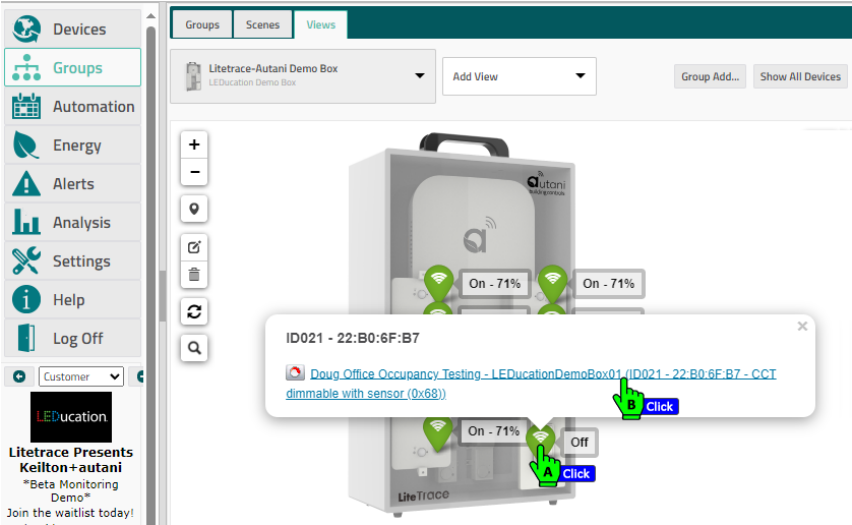 Devices
Groups
Automation
Energy
Alerts
Analysis
Settings
Help
Log Off
Customer
LEDucation
Litetrace Presents
Keilton+autani
*Beta Monitoring
Demo*
Join the waitlist today!
Groups
Scenes
Views
Litetrace-Autani Demo Box
LEDucation Demo Box
Add View
Group Add...
Show All Devices
autani
building controls
On - 71%
On - 71%
ID021 - 22:B0:6F:B7
×
Doug Office Occupancy Testing - LEDucationDemoBox01 (ID021 - 22:B0:6F:B7 - CCT
dimmable with sensor (0x68))
B
Click
On - 71%
Off
A
Click
LiteTrace